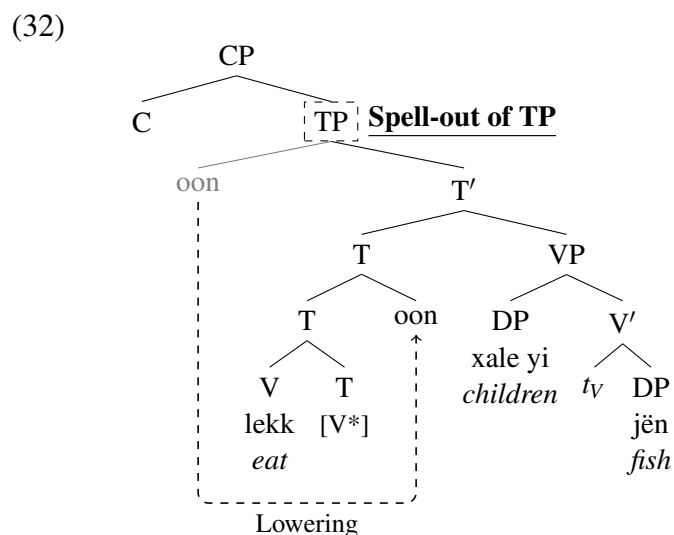 (32)
CP
C TP Spell-out of TP
oon T′
T VP
T oon DP V′
xale yi
V T children tV DP
lekk [V*] jën
eat fish
Lowering